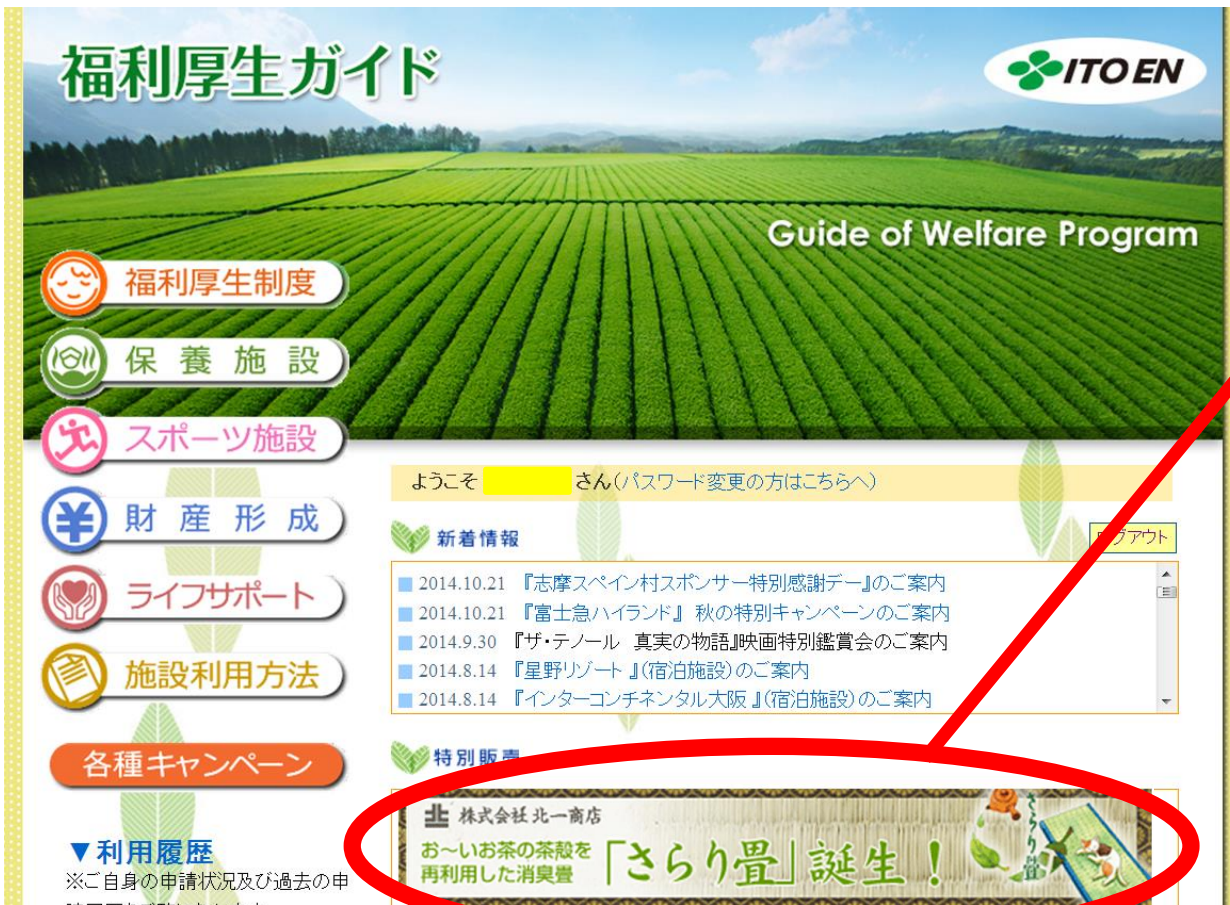 福利厚生ガイド
ITO EN
Guide of Welfare Program
福利厚生制度
保養施設
スポーツ施設
財産形成
ライフサポート
施設利用方法
各種キャンペーン
▼利用履歴
※ご自身の申請状況及び過去の申
ようこそ さん(パスワード変更の方はこちらへ)
新着情報
ログアウト
2014.10.21 『志摩スペイン村スポンサー特別感謝デー』のご案内
2014.10.21 『富士急ハイランド』 秋の特別キャンペーンのご案内
2014.9.30 『ザ・テノール 真実の物語』映画特別鑑賞会のご案内
2014.8.14 『星野リゾート 』(宿泊施設)のご案内
2014.8.14 『インターコンチネンタル大阪 』(宿泊施設)のご案内
特別販売
株式会社 北一商店
お～いお茶の茶殻を
再利用した消臭畳
「さらり畳」誕生！
さらり畳